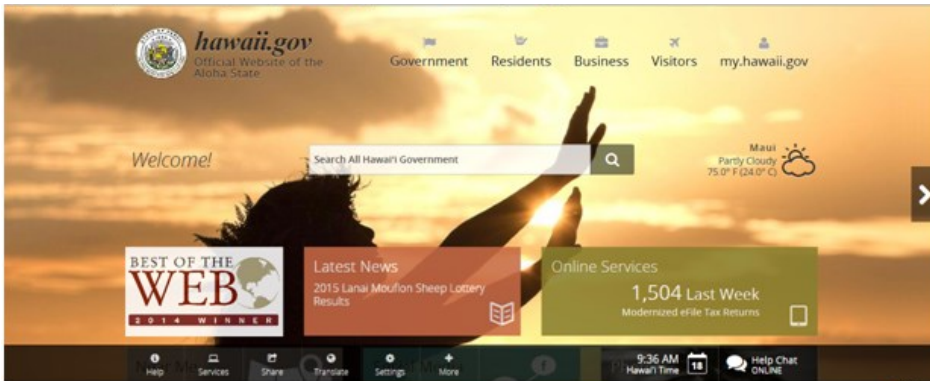 hawaii.gov
Official Website of the
Aloha State
Government
Residents
Business
Visitors
my.hawaii.gov
Welcome!
Search All Hawai'i Government
Maui
Partly Cloudy
75.0° F (24.0° C)
BEST OF THE
WEB
2014 WINNER
Latest News
2015 Lanai Mouflon Sheep Lottery
Results
Online Services
1,504 Last Week
Modernized eFile Tax Returns
Help
Services
Share
Translate
Settings
More
9:36 AM
Hawai'i Time
18
Help Chat
ONLINE